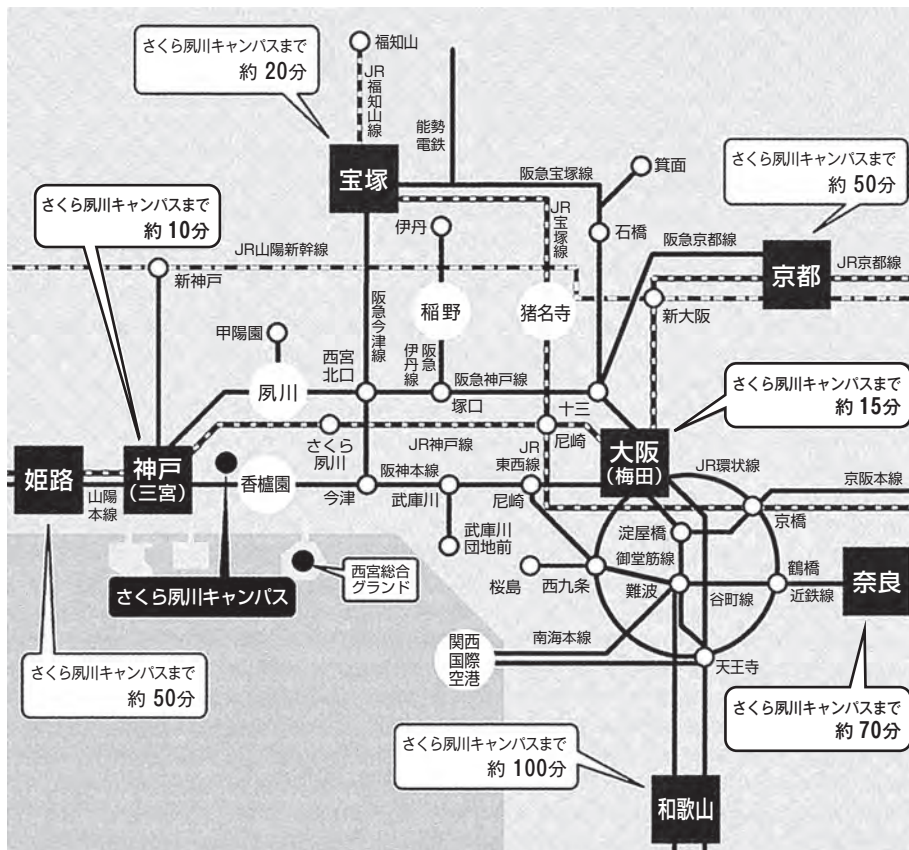 さくら夙川キャンパスまで
約 20分
福知山
JR福知山線
能勢電鉄
宝塚
阪急宝塚線
箕面
さくら夙川キャンパスまで
約 50分
さくら夙川キャンパスまで
約 10分
伊丹
JR宝塚線
石橋
阪急京都線
京都
JR京都線
JR山陽新幹線
新神戸
阪急今津線
稲野
猪名寺
新大阪
甲陽園
西宮北口
阪急伊丹線
阪急神戸線
夙川
塚口
十三
さくら夙川キャンパスまで
約 15分
さくら夙川
JR神戸線
尼崎
大阪
(梅田)
JR環状線
姫路
神戸
(三宮)
香櫨園
阪神本線
JR東西線
京阪本線
山陽本線
今津
武庫川
尼崎
京橋
淀屋橋
武庫川団地前
御堂筋線
鶴橋
奈良
さくら夙川キャンパス
西宮総合
グランド
桜島
西九条
難波
谷町線
近鉄線
南海本線
関西
国際
空港
天王寺
さくら夙川キャンパスまで
約 50分
さくら夙川キャンパスまで
約 70分
さくら夙川キャンパスまで
約 100分
和歌山